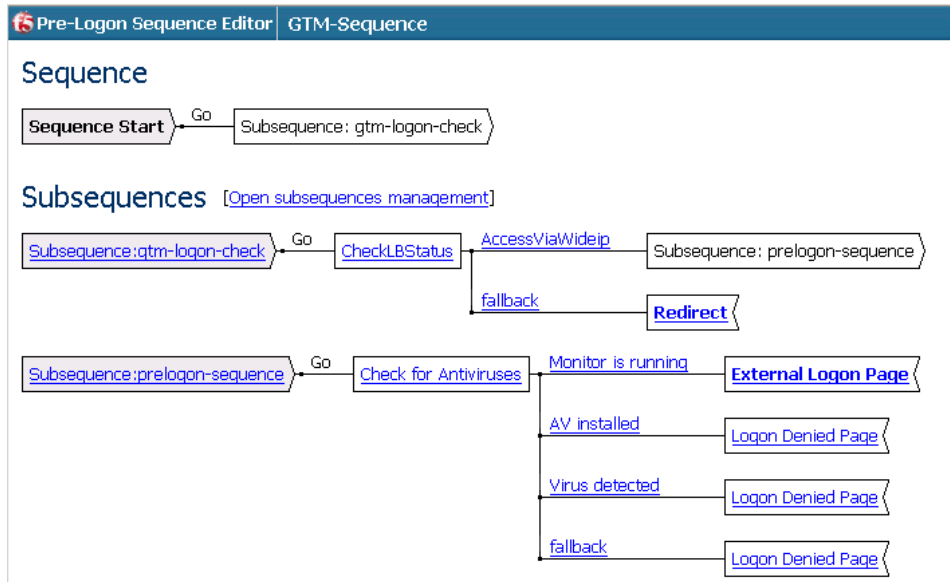 f5 Pre-Logon Sequence Editor GTM-Sequence
Sequence
Sequence Start Go Subsequence: gtm-logon-check
Subsequences [Open subsequences management]
Subsequence:gtm-logon-check Go CheckLBStatus AccessViaWideip Subsequence: prelogon-sequence
fallback Redirect
Subsequence:prelogon-sequence Go Check for Antiviruses Monitor is running External Logon Page
AV installed Logon Denied Page
Virus detected Logon Denied Page
fallback Logon Denied Page